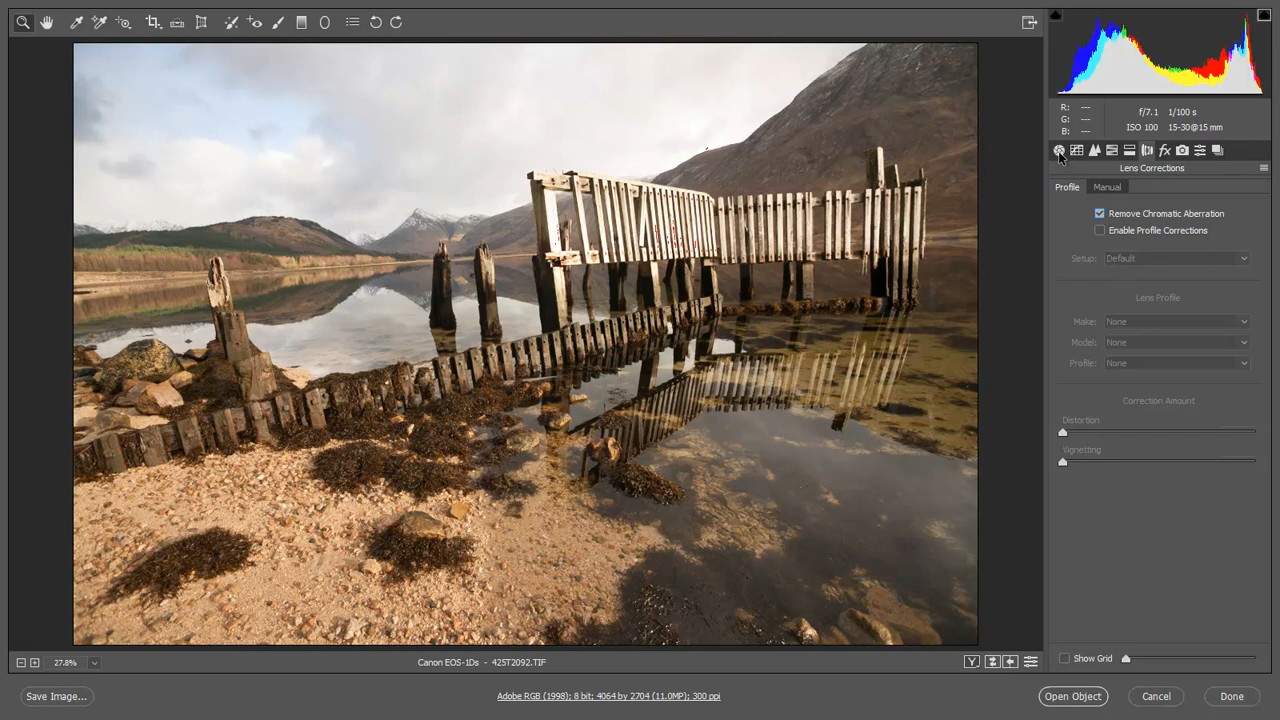 R: ---
G: ---
B: ---
f/7.1 1/100 s
ISO 100 15-30@15 mm
fx
Lens Corrections
Profile Manual
Remove Chromatic Aberration
Enable Profile Corrections
Setup: Default
Lens Profile
Make: None
Model: None
Profile: None
Correction Amount
Distortion
Vignetting
27.8% Canon EOS-1Ds - 425T2092.TIF Y Show Grid
Save Image... Adobe RGB (1998); 8 bit; 4064 by 2704 (11.0MP); 300 ppi Open Object Cancel Done